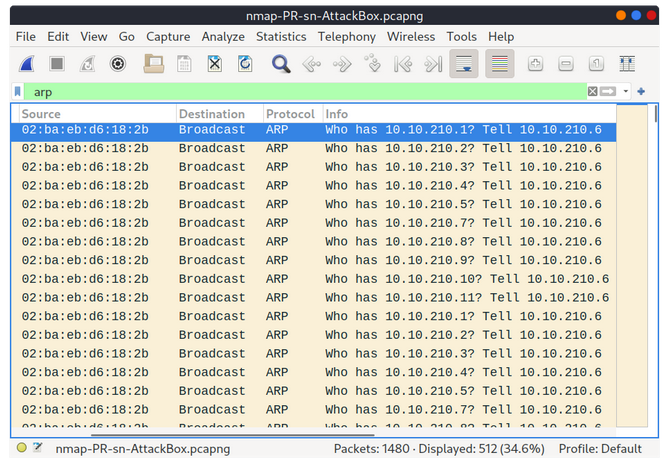 nmap-PR-sn-AttackBox.pcapng
File Edit View Go Capture Analyze Statistics Telephony Wireless Tools Help
arp
Source Destination Protocol Info
02:ba:eb:d6:18:2b Broadcast ARP Who has 10.10.210.1? Tell 10.10.210.6
02:ba:eb:d6:18:2b Broadcast ARP Who has 10.10.210.2? Tell 10.10.210.6
02:ba:eb:d6:18:2b Broadcast ARP Who has 10.10.210.3? Tell 10.10.210.6
02:ba:eb:d6:18:2b Broadcast ARP Who has 10.10.210.4? Tell 10.10.210.6
02:ba:eb:d6:18:2b Broadcast ARP Who has 10.10.210.5? Tell 10.10.210.6
02:ba:eb:d6:18:2b Broadcast ARP Who has 10.10.210.7? Tell 10.10.210.6
02:ba:eb:d6:18:2b Broadcast ARP Who has 10.10.210.8? Tell 10.10.210.6
02:ba:eb:d6:18:2b Broadcast ARP Who has 10.10.210.9? Tell 10.10.210.6
02:ba:eb:d6:18:2b Broadcast ARP Who has 10.10.210.10? Tell 10.10.210.6
02:ba:eb:d6:18:2b Broadcast ARP Who has 10.10.210.11? Tell 10.10.210.6
02:ba:eb:d6:18:2b Broadcast ARP Who has 10.10.210.1? Tell 10.10.210.6
02:ba:eb:d6:18:2b Broadcast ARP Who has 10.10.210.2? Tell 10.10.210.6
02:ba:eb:d6:18:2b Broadcast ARP Who has 10.10.210.3? Tell 10.10.210.6
02:ba:eb:d6:18:2b Broadcast ARP Who has 10.10.210.4? Tell 10.10.210.6
02:ba:eb:d6:18:2b Broadcast ARP Who has 10.10.210.5? Tell 10.10.210.6
02:ba:eb:d6:18:2b Broadcast ARP Who has 10.10.210.7? Tell 10.10.210.6
nmap-PR-sn-AttackBox.pcapng Packets: 1480 · Displayed: 512 (34.6%) Profile: Default